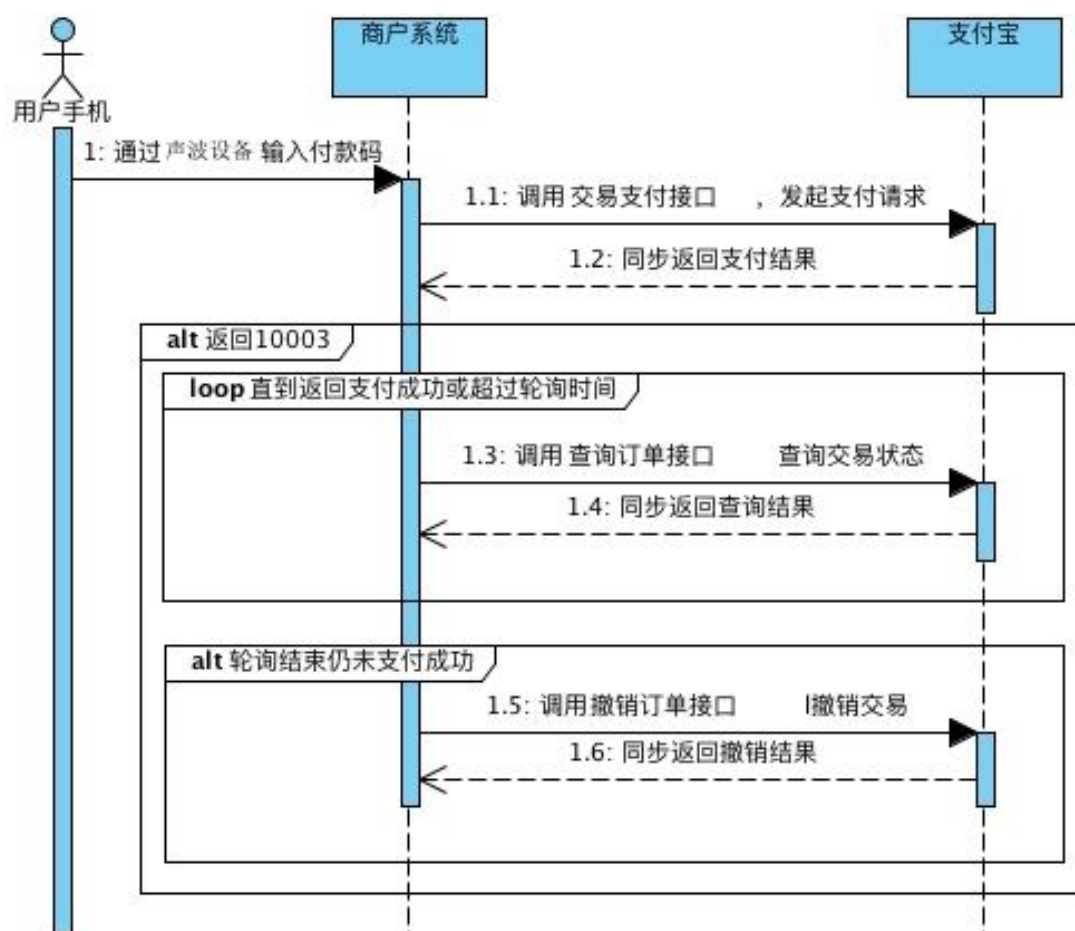 商户系统
支付宝
用户手机
1: 通过 声波设备 输入付款码
1.1: 调用 交易支付接口 ，发起支付请求
1.2: 同步返回支付结果
alt 返回10003
loop 直到返回支付成功或超过轮询时间
1.3: 调用 查询订单接口 查询交易状态
1.4: 同步返回查询结果
alt 轮询结束仍未支付成功
1.5: 调用撤销订单接口 l撤销交易
1.6: 同步返回撤销结果